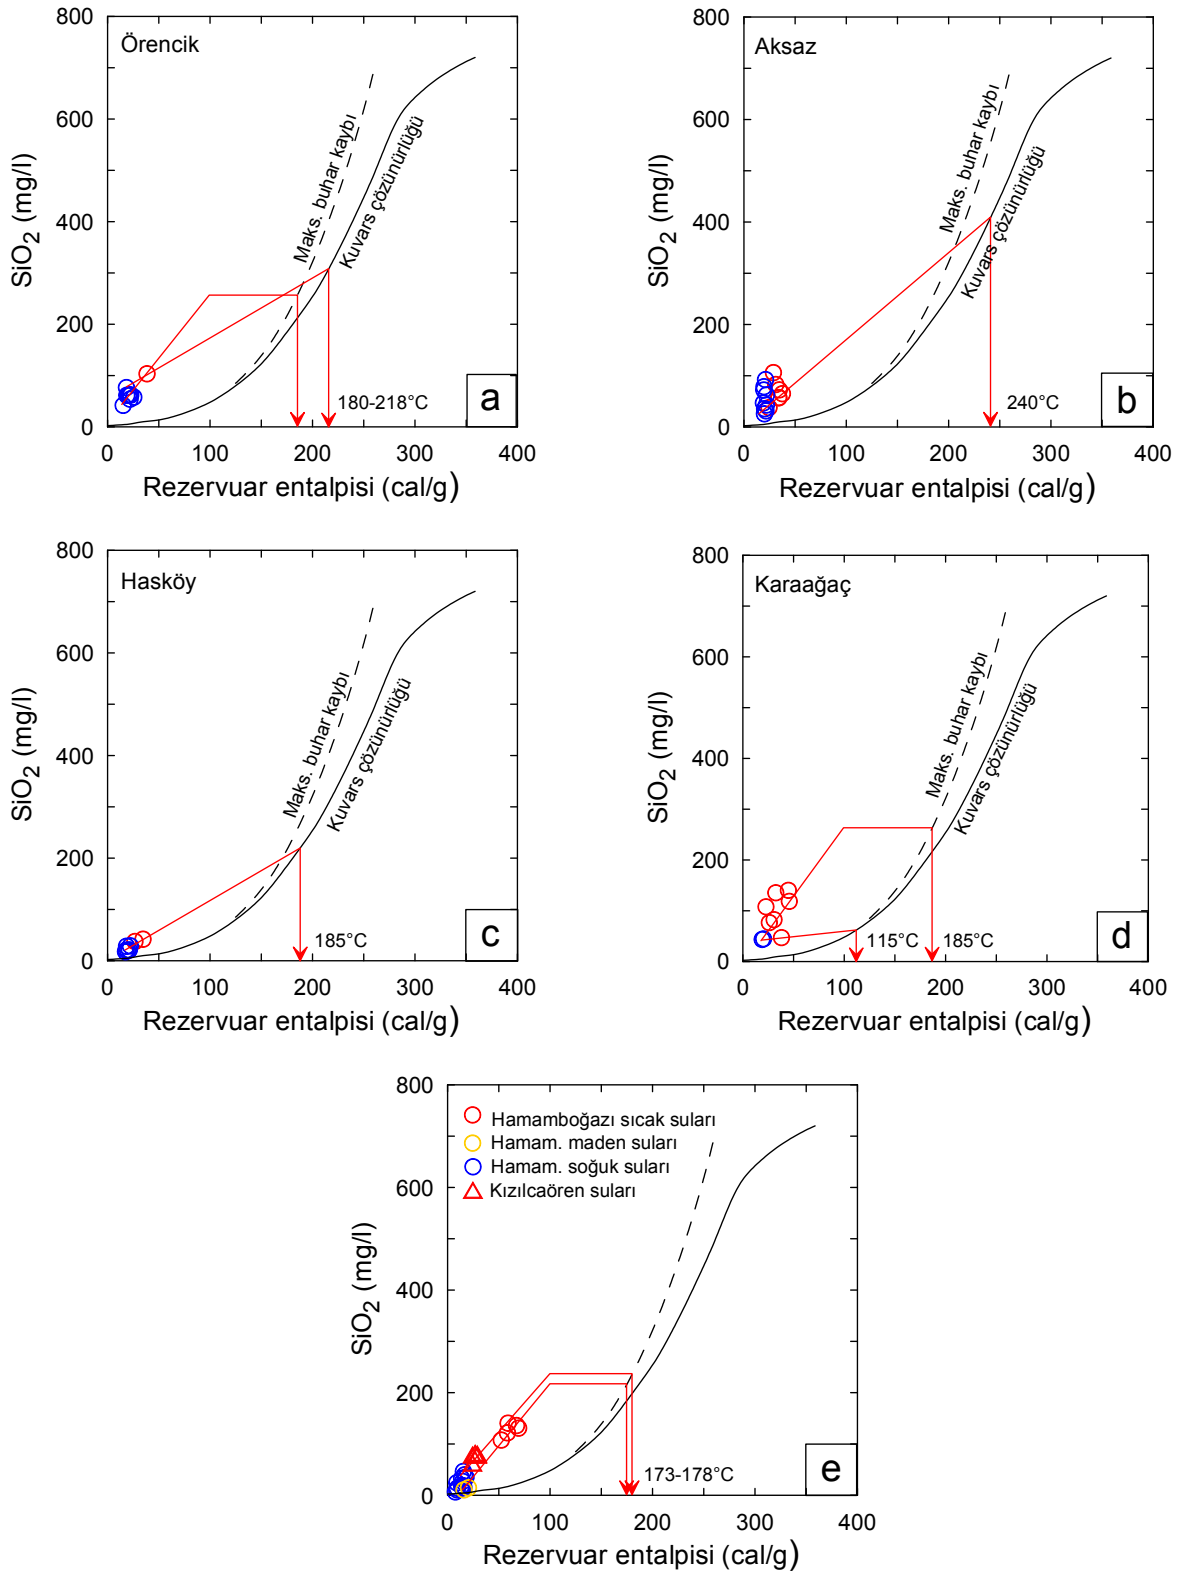 800
600
400
200
0
SiO2 (mg/l)
Örencik
Maks. buhar kaybı
Kuvars çözünürlüğü
180-218°C
a
0 100 200 300 400
Rezervuar entalpisi (cal/g)
800
600
400
200
0
SiO2 (mg/l)
Aksaz
Maks. buhar kaybı
Kuvars çözünürlüğü
240°C
b
0 100 200 300 400
Rezervuar entalpisi (cal/g)
800
600
400
200
0
SiO2 (mg/l)
Hasköy
Maks. buhar kaybı
Kuvars çözünürlüğü
185°C
c
0 100 200 300 400
Rezervuar entalpisi (cal/g)
800
600
400
200
0
SiO2 (mg/l)
Karaağaç
Maks. buhar kaybı
Kuvars çözünürlüğü
115°C 185°C
d
0 100 200 300 400
Rezervuar entalpisi (cal/g)
800
600
400
200
0
SiO2 (mg/l)
Hamamboğazı sıcak suları
Hamam. maden suları
Hamam. soğuk suları
Kızılcaören suları
173-178°C
e
0 100 200 300 400
Rezervuar entalpisi (cal/g)